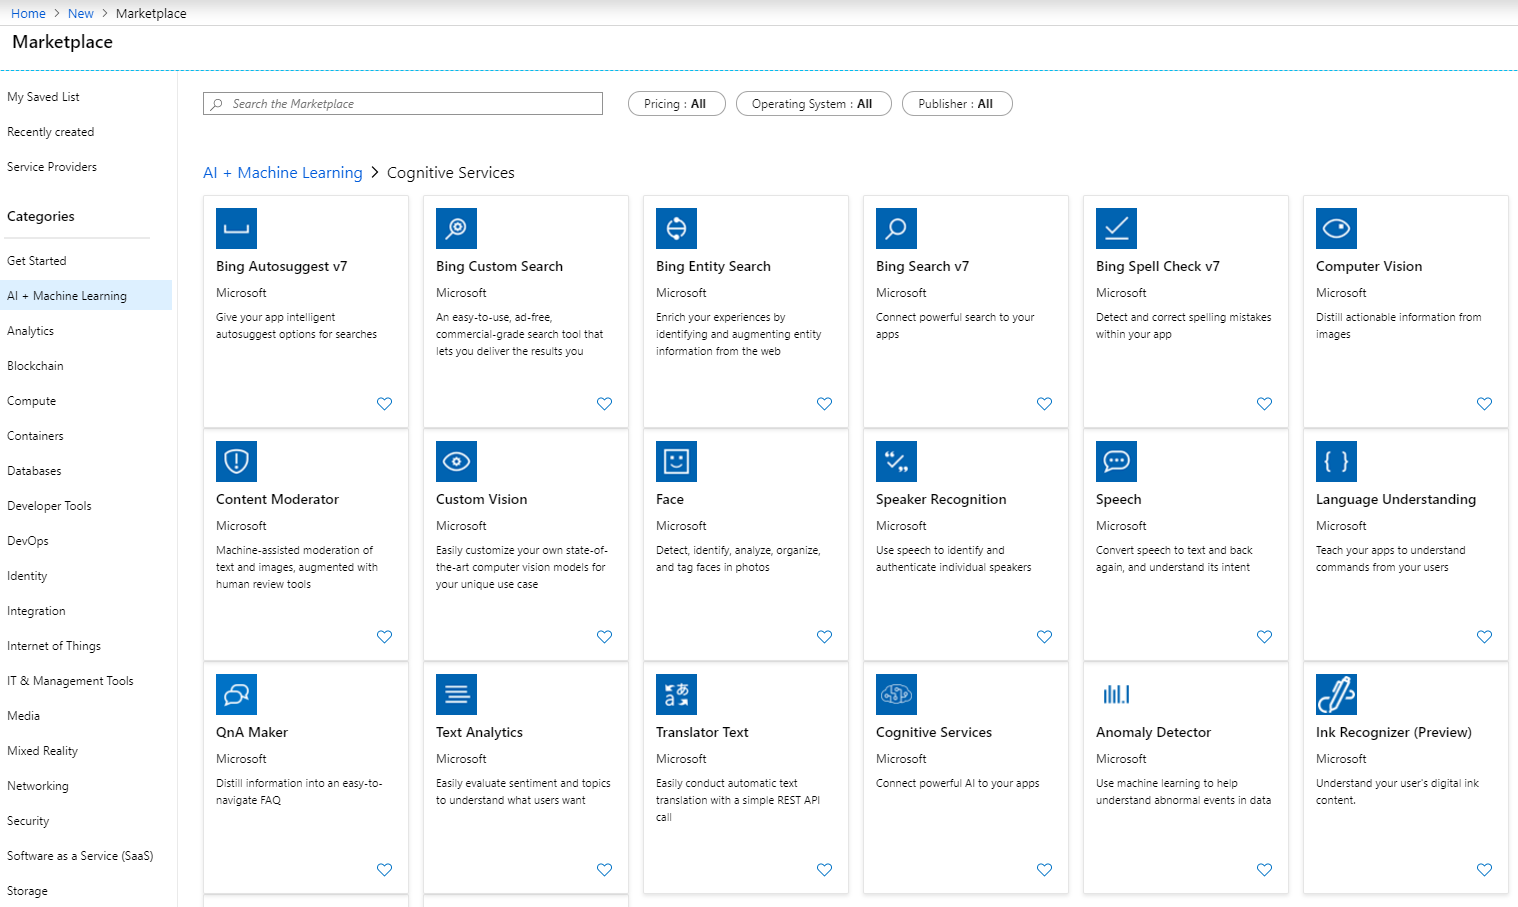 Home > New > Marketplace
Marketplace
My Saved List
Recently created
Service Providers
Categories
Get Started
AI + Machine Learning
Analytics
Blockchain
Compute
Containers
Databases
Developer Tools
DevOps
Identity
Integration
Internet of Things
IT & Management Tools
Media
Mixed Reality
Networking
Security
Software as a Service (SaaS)
Storage
Search the Marketplace
Pricing : All
Operating System : All
Publisher : All
AI + Machine Learning > Cognitive Services
Bing Autosuggest v7
Microsoft
Give your app intelligent
autosuggest options for searches
Bing Custom Search
Microsoft
An easy-to-use, ad-free,
commercial-grade search tool that
lets you deliver the results you
Bing Entity Search
Microsoft
Enrich your experiences by
identifying and augmenting entity
information from the web
Bing Search v7
Microsoft
Connect powerful search to your
apps
Bing Spell Check v7
Microsoft
Detect and correct spelling mistakes
within your app
Computer Vision
Microsoft
Distill actionable information from
images
Content Moderator
Microsoft
Machine-assisted moderation of
text and images, augmented with
human review tools
Custom Vision
Microsoft
Easily customize your own state-of-
the-art computer vision models for
your unique use case
Face
Microsoft
Detect, identify, analyze, organize,
and tag faces in photos
Speaker Recognition
Microsoft
Use speech to identify and
authenticate individual speakers
Speech
Microsoft
Convert speech to text and back
again, and understand its intent
{ }
Language Understanding
Microsoft
Teach your apps to understand
commands from your users
QnA Maker
Microsoft
Distill information into an easy-to-
navigate FAQ
Text Analytics
Microsoft
Easily evaluate sentiment and topics
to understand what users want
あ
a
Translator Text
Microsoft
Easily conduct automatic text
translation with a simple REST API
call
Cognitive Services
Microsoft
Connect powerful AI to your apps
Anomaly Detector
Microsoft
Use machine learning to help
understand abnormal events in data
Ink Recognizer (Preview)
Microsoft
Understand your user's digital ink
content.